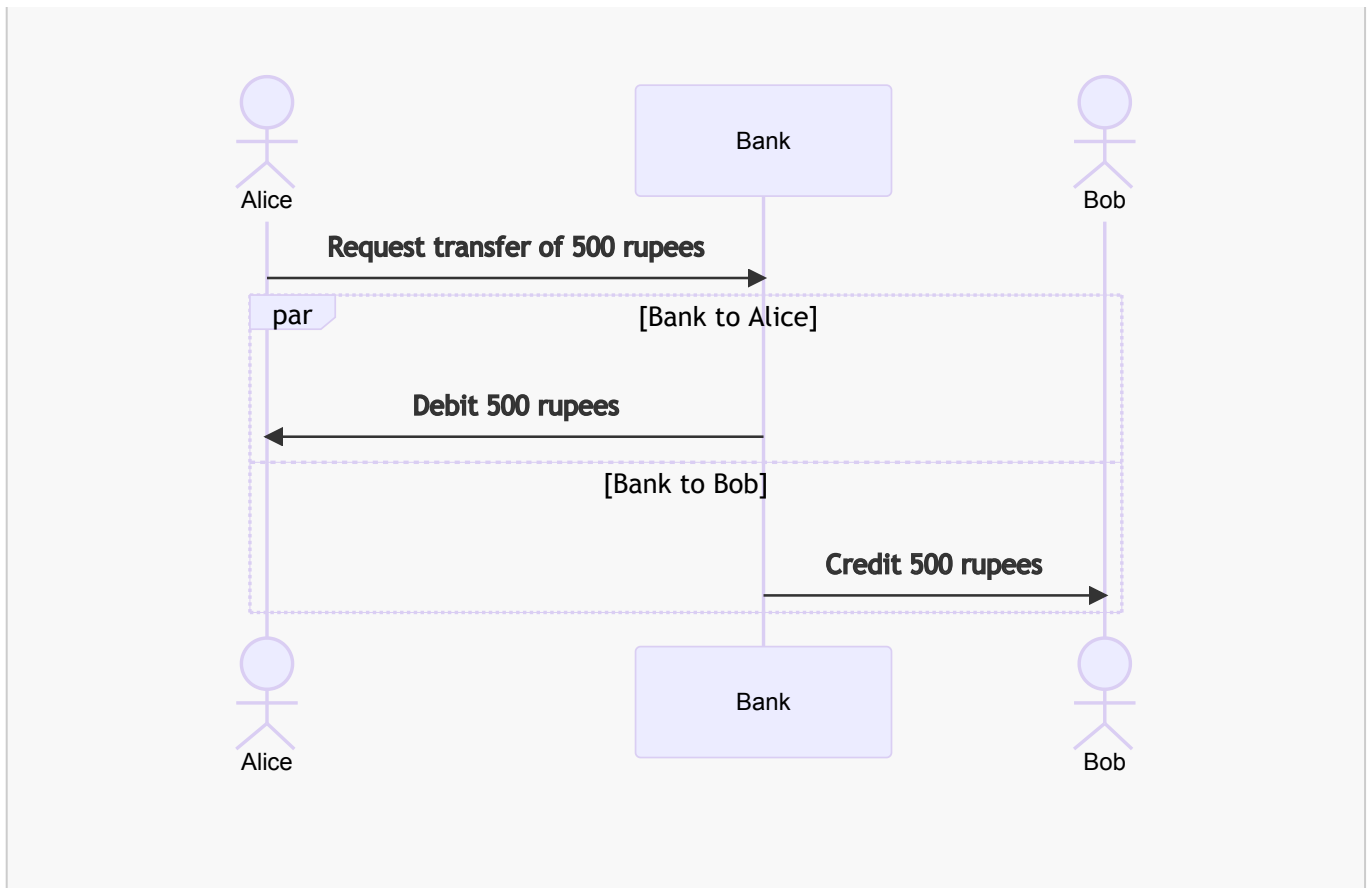 Bank
Alice
Bob
Request transfer of 500 rupees
par
[Bank to Alice]
Debit 500 rupees
[Bank to Bob]
Credit 500 rupees
Bank
Alice
Bob